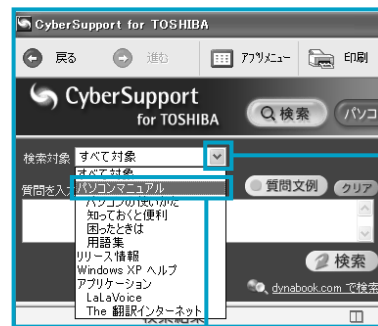 CyberSupport for TOSHIBA
戻る 進む アプリメニュー 印刷
CyberSupport
for TOSHIBA
検索 パソコ
検索対象 すべて対象
すべて対象
質問を入 パソコンマニュアル 質問文例 クリア
パソコンの使いかた
知っておくと便利
困ったときは
用語集
リリース情報
Windows XP ヘルプ
アプリケーション
LaLaVoice
The 翻訳インターネット
検索
dynabook.com で検索
検索結果